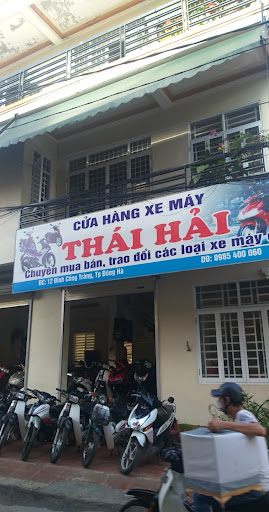 CỬA HÀNG XE MÁY
THÁI HẢI
Chuyên mua bán, trao đổi các loại xe máy
ĐC: 12 Đinh Công Tráng, Tp Đông Hà
DĐ: 0985 400 060